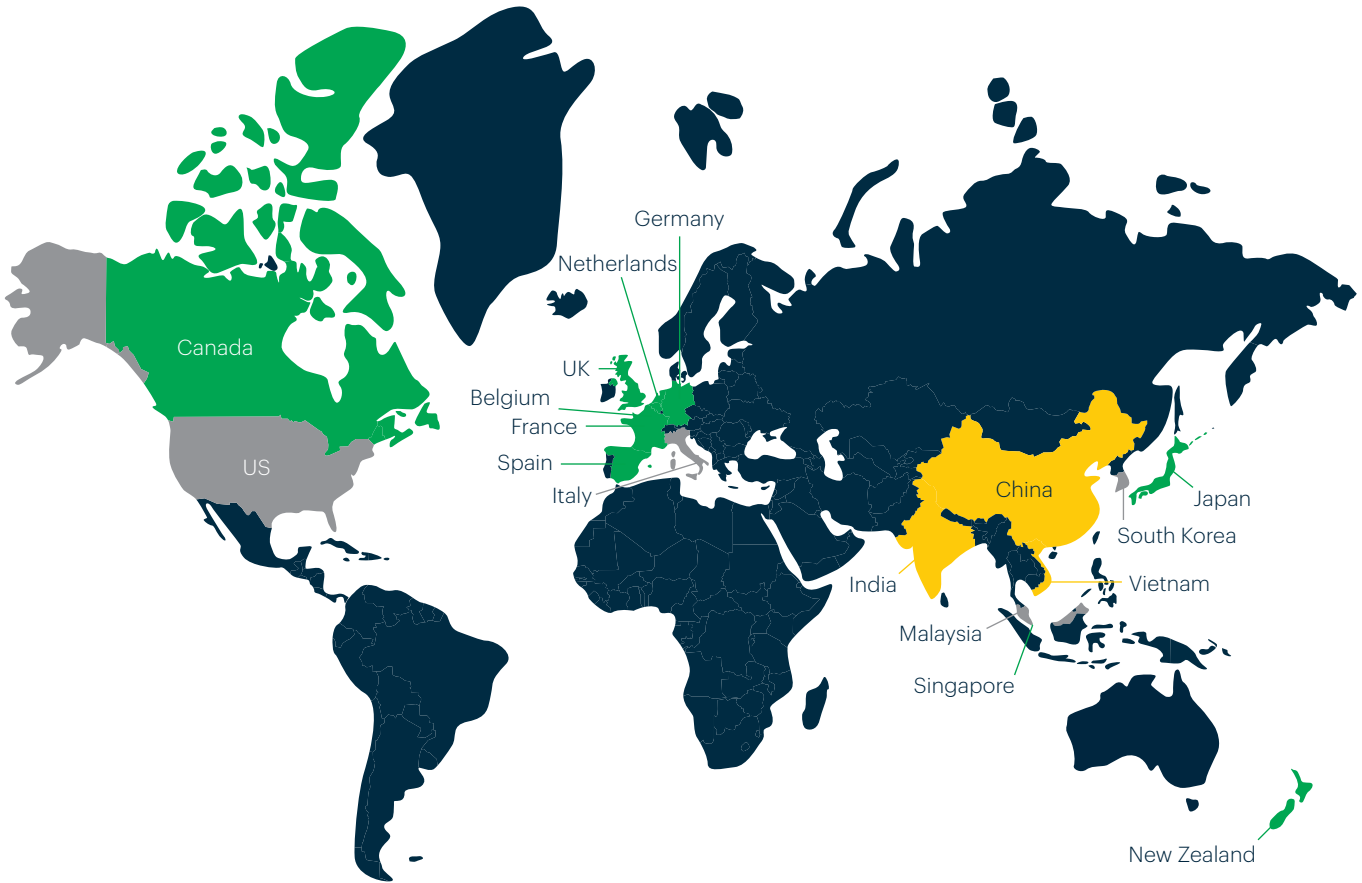 Germany
Netherlands
Canada
UK
Belgium
France
Spain
US
Italy
China
Japan
South Korea
India
Vietnam
Malaysia
Singapore
New Zealand